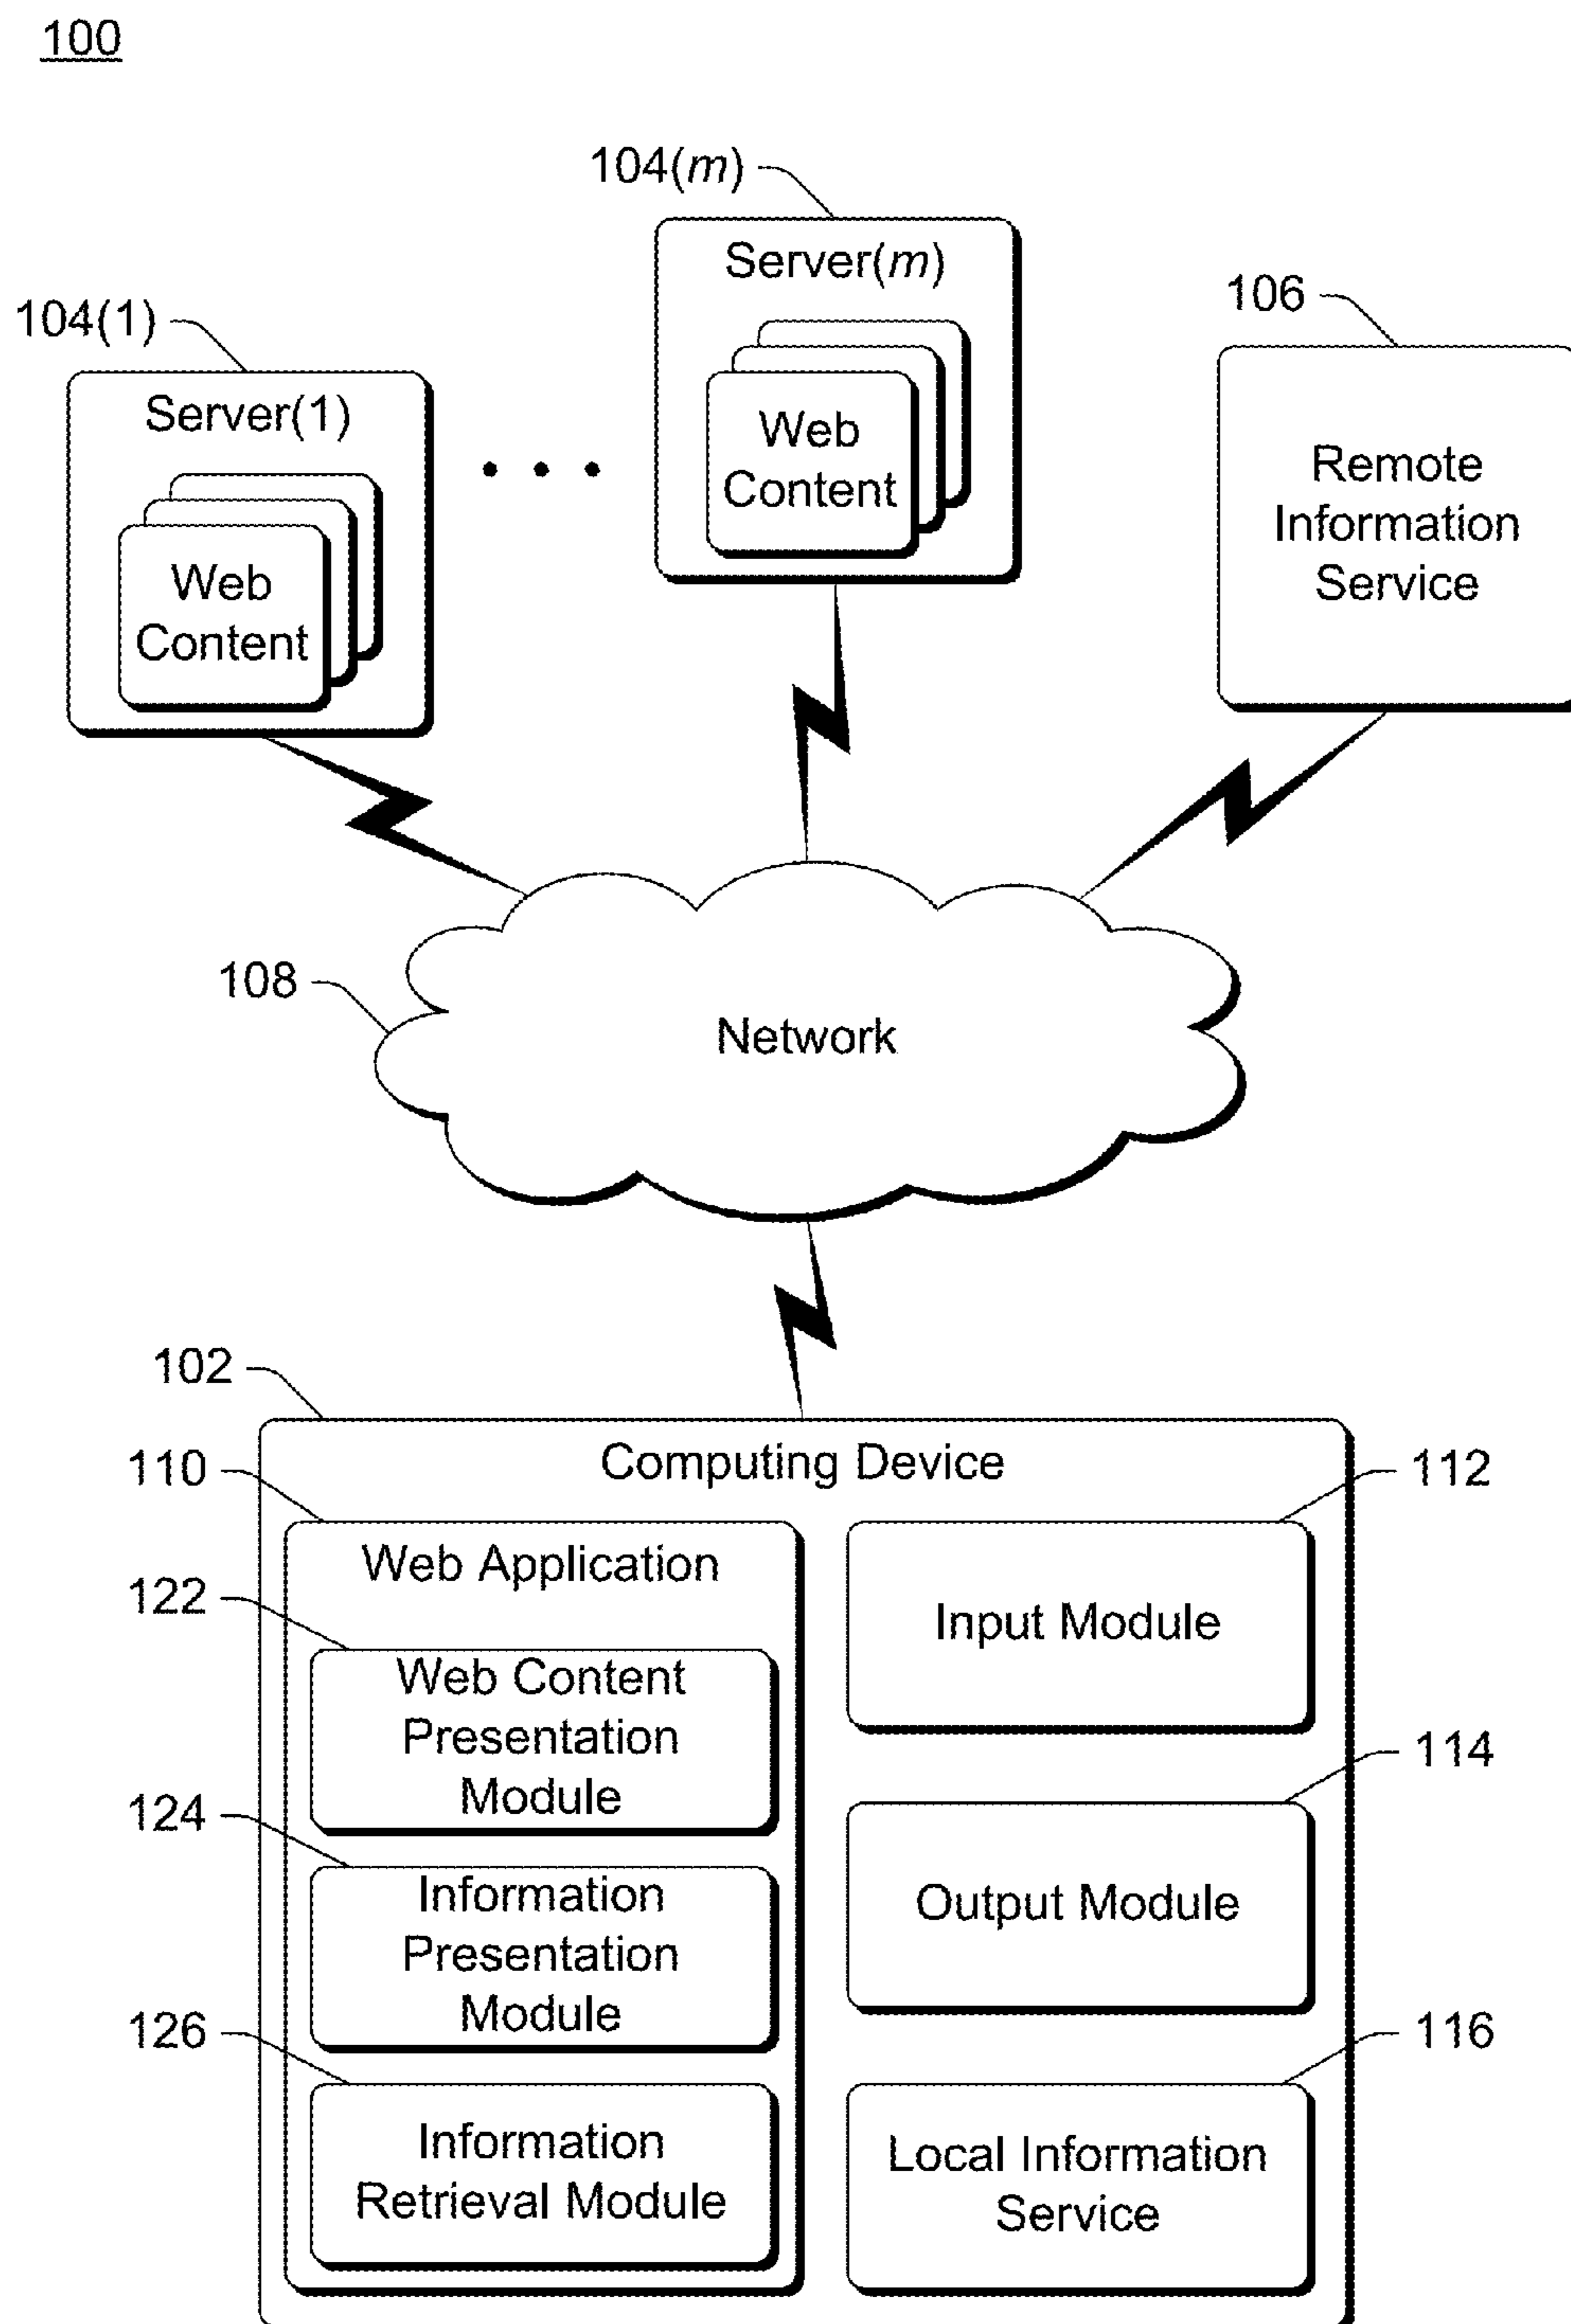 100
104(m)
Server(m)
Web
Content
104(1)
Server(1)
Web
Content
106
Remote
Information
Service
108
Network
102
Computing Device
110
Web Application
122
Web Content
Presentation
Module
124
Information
Presentation
Module
126
Information
Retrieval Module
112
Input Module
114
Output Module
116
Local Information
Service